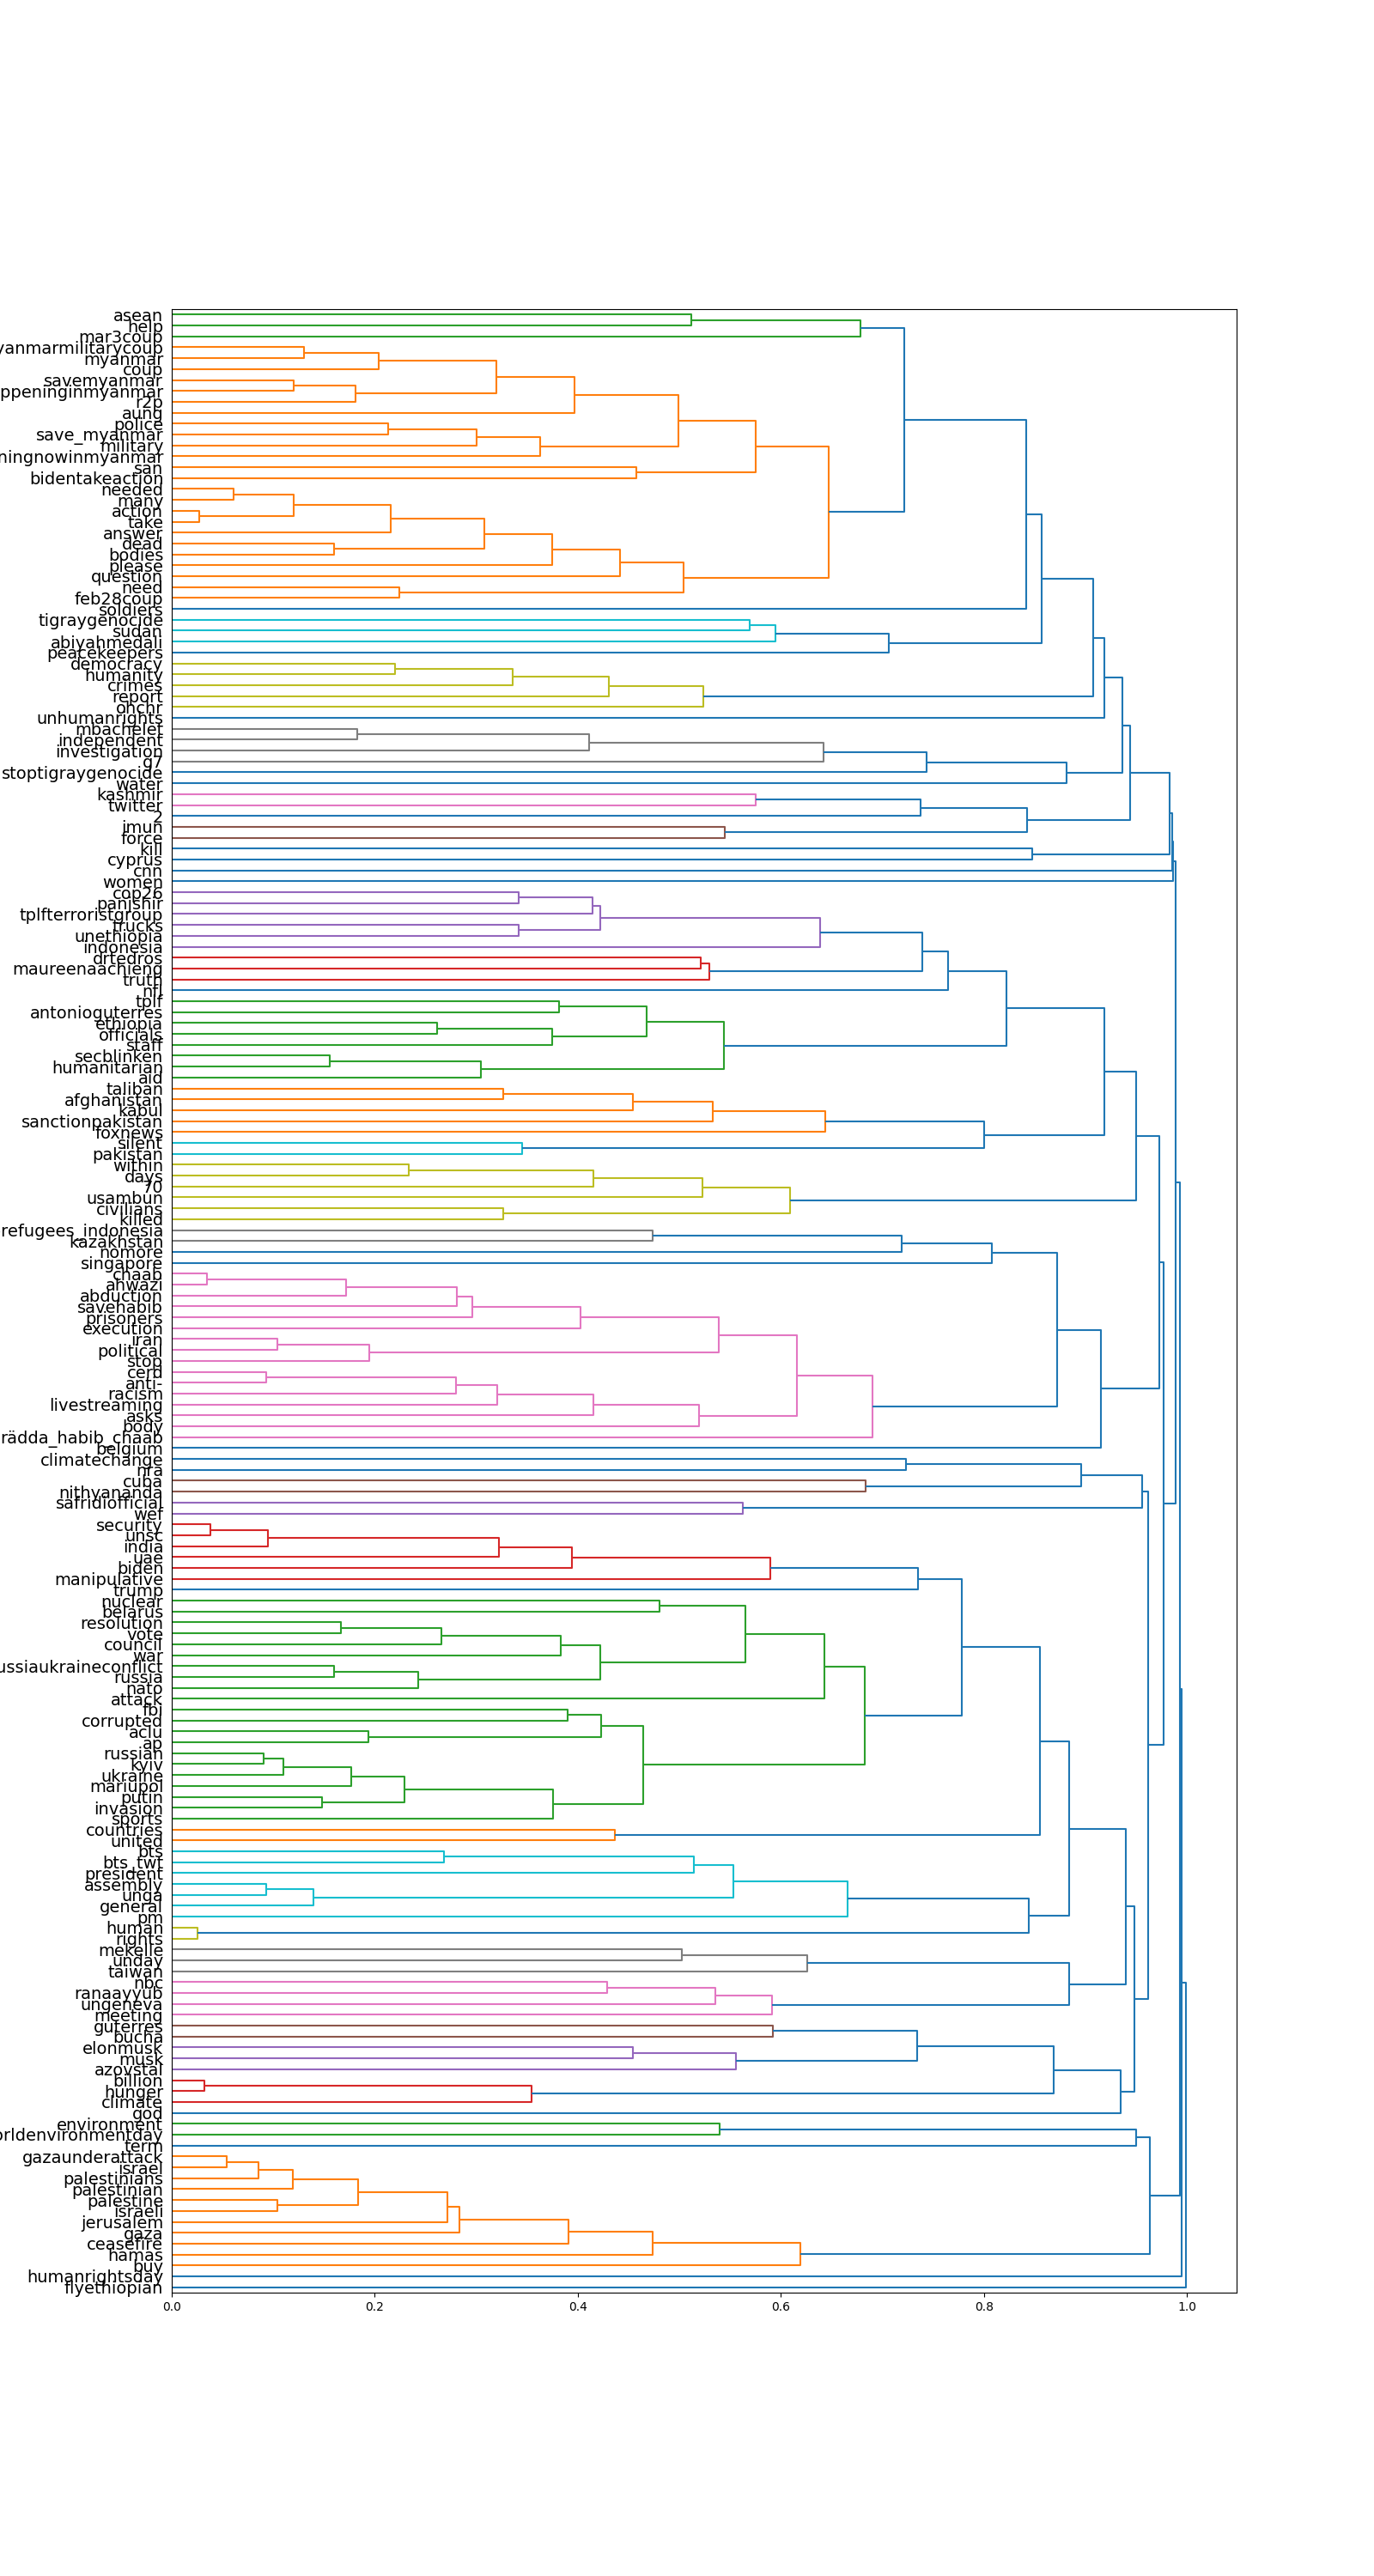 asean
help
mar3coup
yanmarmilitarycoup
myanmar
coup
savemyanmar
ppeninginmyanmar
r2p
aung
police
save_myanmar
military
ningnowinmyanmar
san
bidentakeaction
needed
many
action
take
answer
dead
bodies
please
question
need
feb28coup
soldiers
tigraygenocide
sudan
abiyahmedali
peacekeepers
democracy
humanity
crimes
report
ohchr
unhumanrights
mbachelet
independent
investigation
g7
stoptigraygenocide
water
kashmir
twitter
2
imun
force
kill
cyprus
cnn
women
cop26
panjshir
tplfterroristgroup
trucks
unethiopia
indonesia
drtedros
maureenaachieng
truth
nfl
tplf
antonioguterres
ethiopia
officials
staff
secblinken
humanitarian
aid
taliban
afghanistan
kabul
sanctionpakistan
foxnews
silent
pakistan
within
days
70
usambun
civilians
killed
refugees_indonesia
kazakhstan
nomore
singapore
chaab
ahwazi
abduction
savehabib
prisoners
execution
iran
political
stop
cerd
anti-
racism
livestreaming
asks
body
rädda_habib_chaab
belgium
climatechange
nra
cuba
nithyananda
safridiofficial
wef
security
unsc
india
uae
biden
manipulative
trump
nuclear
belarus
resolution
vote
council
war
ussiaukraineconflict
russia
nato
attack
fbi
corrupted
aclu
ap
russian
kyiv
ukraine
mariupol
putin
invasion
sports
countries
united
bts
bts_twt
president
assembly
unga
general
pm
human
rights
mekelle
unday
taiwan
nbc
ranaayyub
ungeneva
meeting
guterres
bucha
elonmusk
musk
azovstal
billion
hunger
climate
god
environment
orldenvironmentday
term
gazaunderattack
israel
palestinians
palestinian
palestine
israeli
jerusalem
gaza
ceasefire
hamas
buy
humanrightsday
flyethiopian
0.0 0.2 0.4 0.6 0.8 1.0